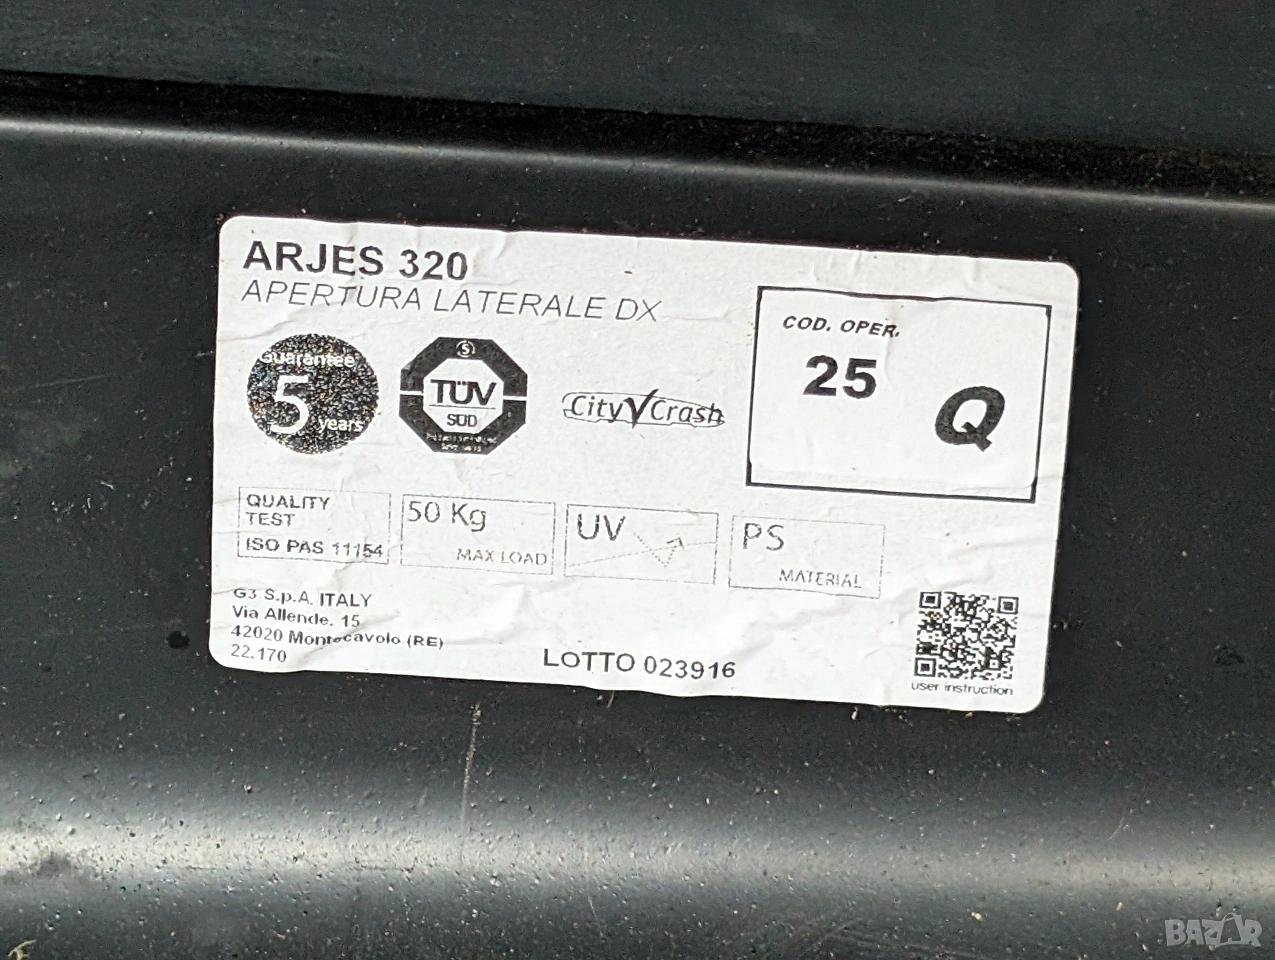 ARJES 320
APERTURA LATERALE DX
Guarantee
5
years
S
TÜV
SÜD
City Crash
COD. OPER.
25
Q
QUALITY
TEST
ISO PAS 11154
50 Kg
MAX LOAD
UV
PS
MATERIAL
G3 S.p.A. ITALY
Via Allende, 15
42020 Montecavolo (RE)
22.170
LOTTO 023916
user instruction
BAZAR